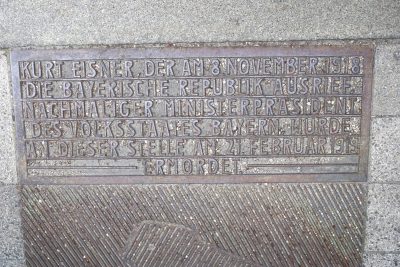 KURT EISNER, DER AM 8. NOVEMBER 1918
DIE BAYERISCHE REPUBLIK AUSRIEF,
NACHMALIGER MINISTERPRÄSIDENT
DES VOLKSSTAATES BAYERN, WURDE
AN DIESER STELLE AM 21. FEBRUAR 1919
ERMORDET